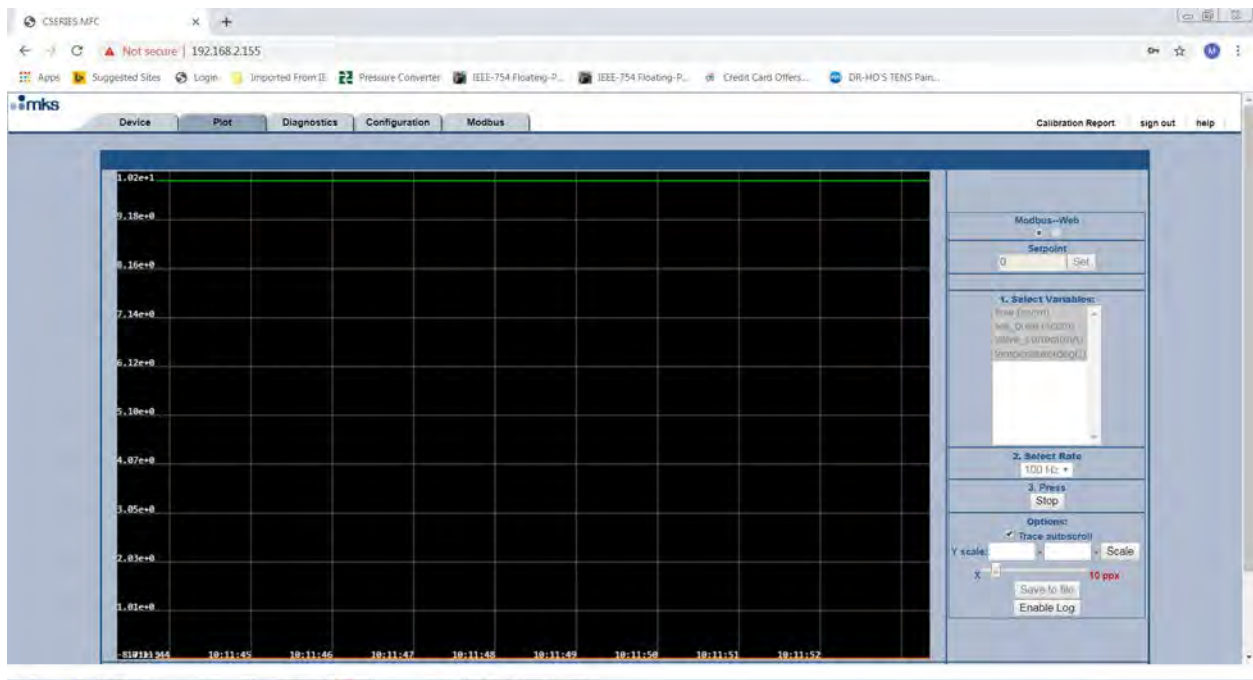 CSERIES MFC
Not secure | 192.168.2.155
Apps Suggested Sites Login Imported From IE Pressure Converter IEEE-754 Floating-P... IEEE-754 Floating-P... Credit Card Offers... DR-HO'S TENS Pain...
M
mks
Device Plot Diagnostics Configuration Modbus Calibration Report sign out help
1.02e+1
9.18e+0
8.16e+0
7.14e+0
6.12e+0
5.10e+0
4.07e+0
3.05e+0
2.03e+0
1.01e+0
10:11:45 10:11:46 10:11:47 10:11:48 10:11:49 10:11:50 10:11:51 10:11:52
Modbus--Web
Setpoint
0 Set
1. Select Variables:
2. Select Rate
100 Hz
3. Press
Stop
Options:
Trace autoscroll
Y scale: - - Scale
X 10 ppx
Save to file
Enable Log